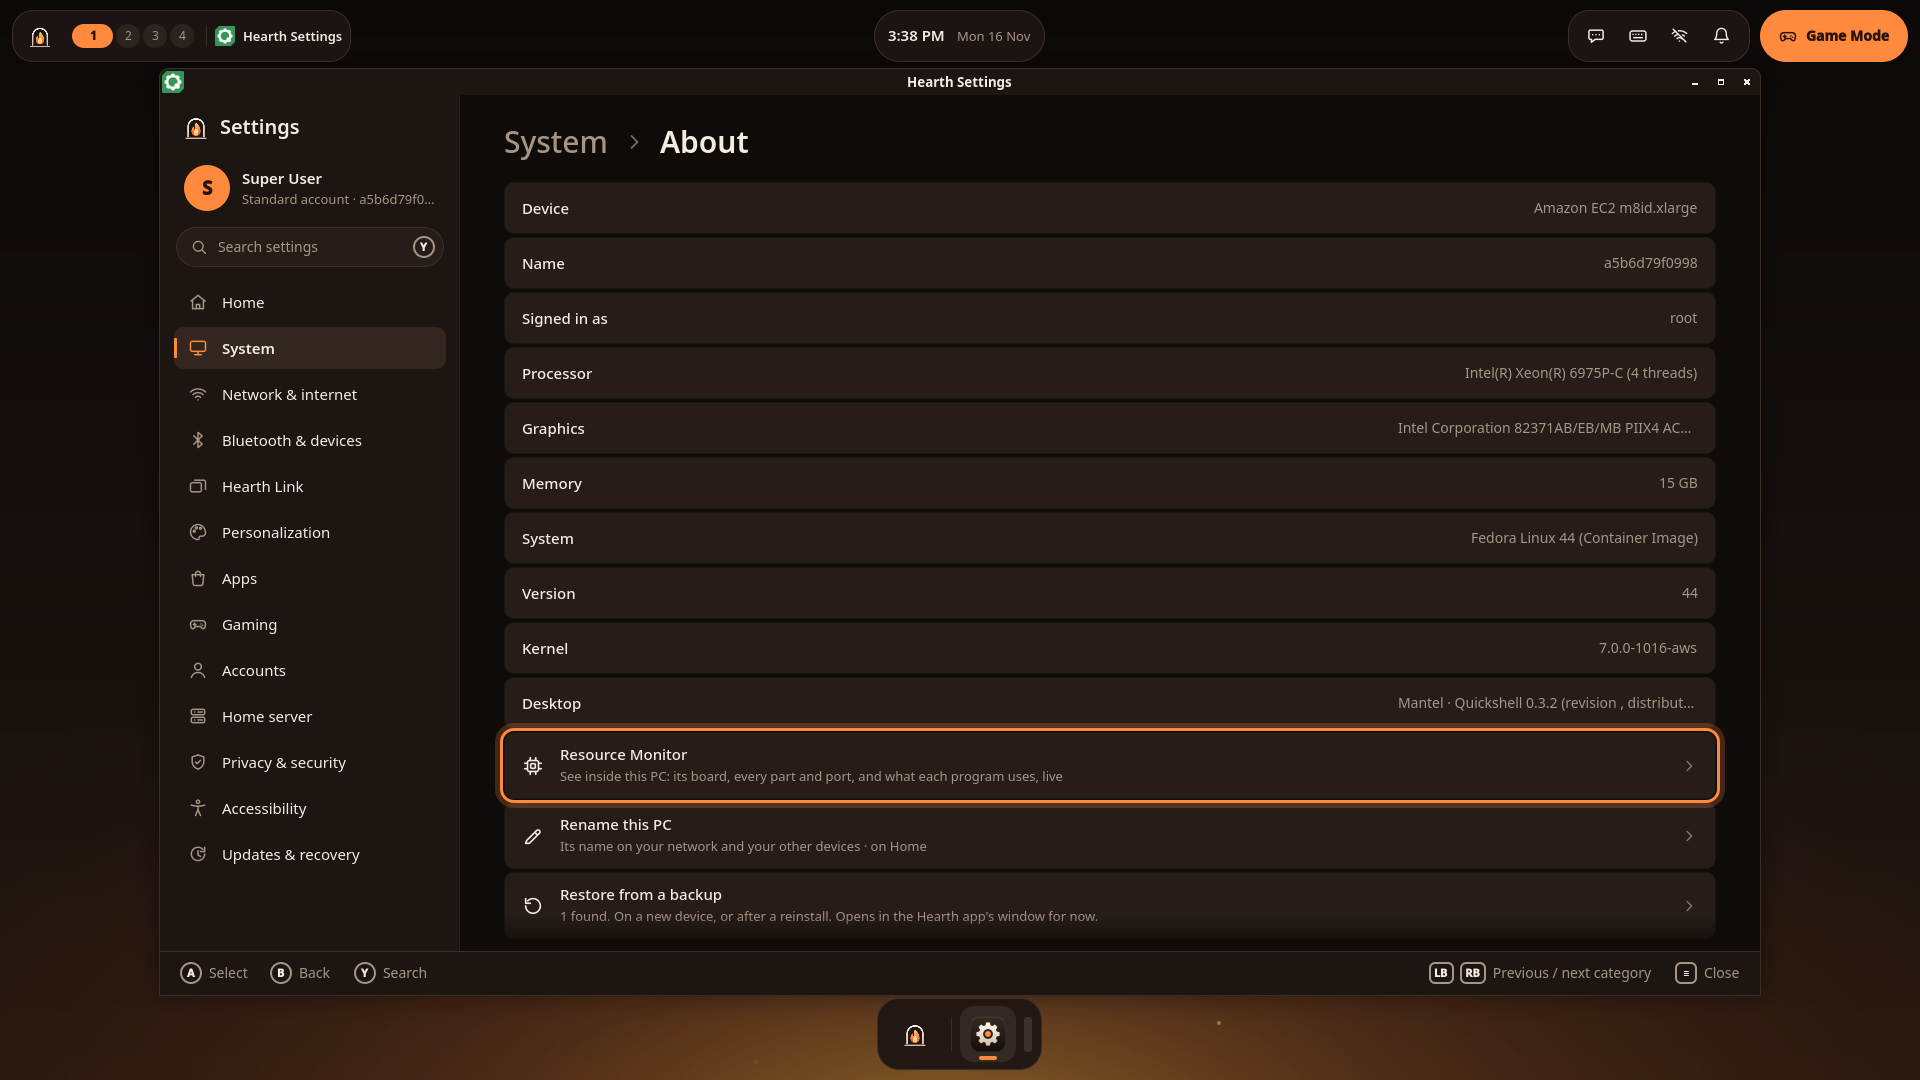 1 2 3 4 Hearth Settings
3:38 PM Mon 16 Nov
Game Mode
Hearth Settings
Settings
S
Super User
Standard account · a5b6d79f0...
Search settings Y
Home
System
Network & internet
Bluetooth & devices
Hearth Link
Personalization
Apps
Gaming
Accounts
Home server
Privacy & security
Accessibility
Updates & recovery
System > About
Device Amazon EC2 m8id.xlarge
Name a5b6d79f0998
Signed in as root
Processor Intel(R) Xeon(R) 6975P-C (4 threads)
Graphics Intel Corporation 82371AB/EB/MB PIIX4 AC...
Memory 15 GB
System Fedora Linux 44 (Container Image)
Version 44
Kernel 7.0.0-1016-aws
Desktop Mantel · Quickshell 0.3.2 (revision , distribut...
Resource Monitor
See inside this PC: its board, every part and port, and what each program uses, live
Rename this PC
Its name on your network and your other devices · on Home
Restore from a backup
1 found. On a new device, or after a reinstall. Opens in the Hearth app's window for now.
A Select B Back Y Search
LB RB Previous / next category ≡ Close